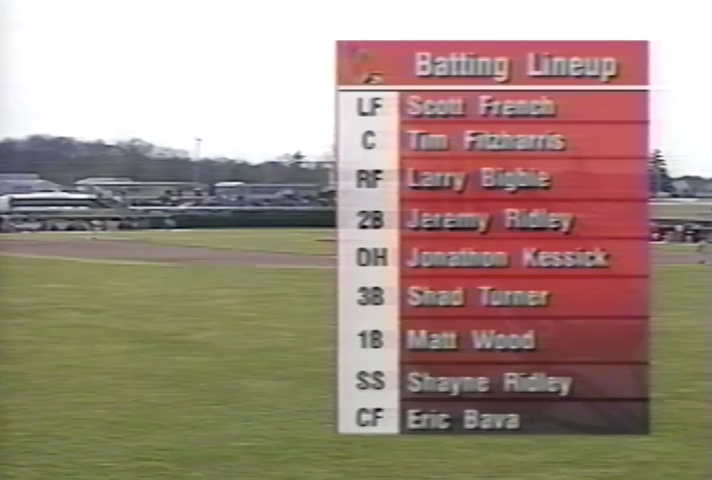 Batting Lineup
LF Scott French
C Tim Fitzharris
RF Larry Bigbie
2B Jeremy Ridley
DH Jonathon Kessick
3B Shad Turner
1B Matt Wood
SS Shayne Ridley
CF Eric Bava